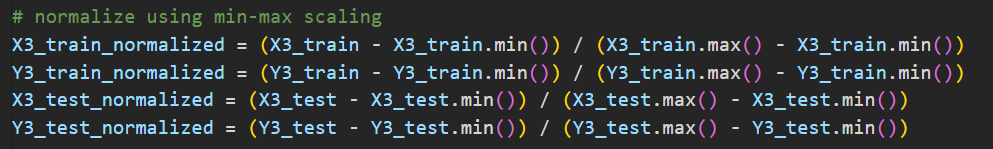 # normalize using min-max scaling
X3_train_normalized = (X3_train - X3_train.min()) / (X3_train.max() - X3_train.min())
Y3_train_normalized = (Y3_train - Y3_train.min()) / (Y3_train.max() - Y3_train.min())
X3_test_normalized = (X3_test - X3_test.min()) / (X3_test.max() - X3_test.min())
Y3_test_normalized = (Y3_test - Y3_test.min()) / (Y3_test.max() - Y3_test.min())